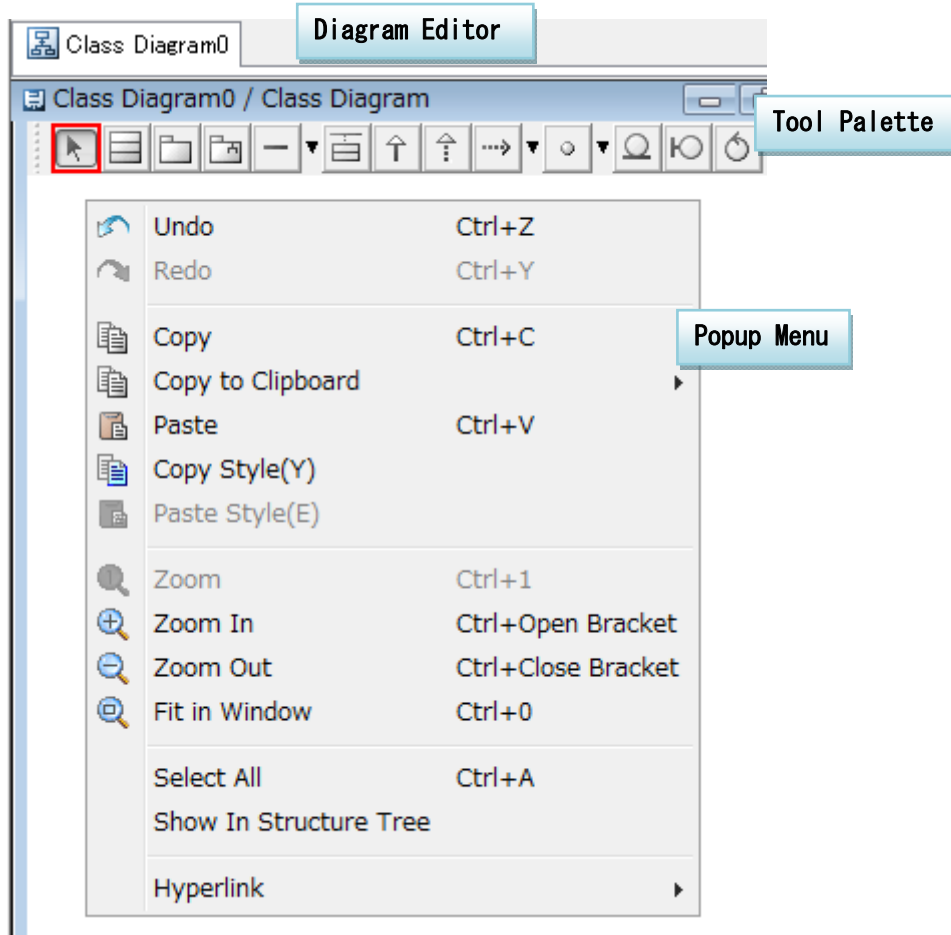 Diagram Editor
Class Diagram0
Class Diagram0 / Class Diagram
Tool Palette
Undo Ctrl+Z
Redo Ctrl+Y
Copy Ctrl+C
Popup Menu
Copy to Clipboard
Paste Ctrl+V
Copy Style(Y)
Paste Style(E)
Zoom Ctrl+1
Zoom In Ctrl+Open Bracket
Zoom Out Ctrl+Close Bracket
Fit in Window Ctrl+0
Select All Ctrl+A
Show In Structure Tree
Hyperlink